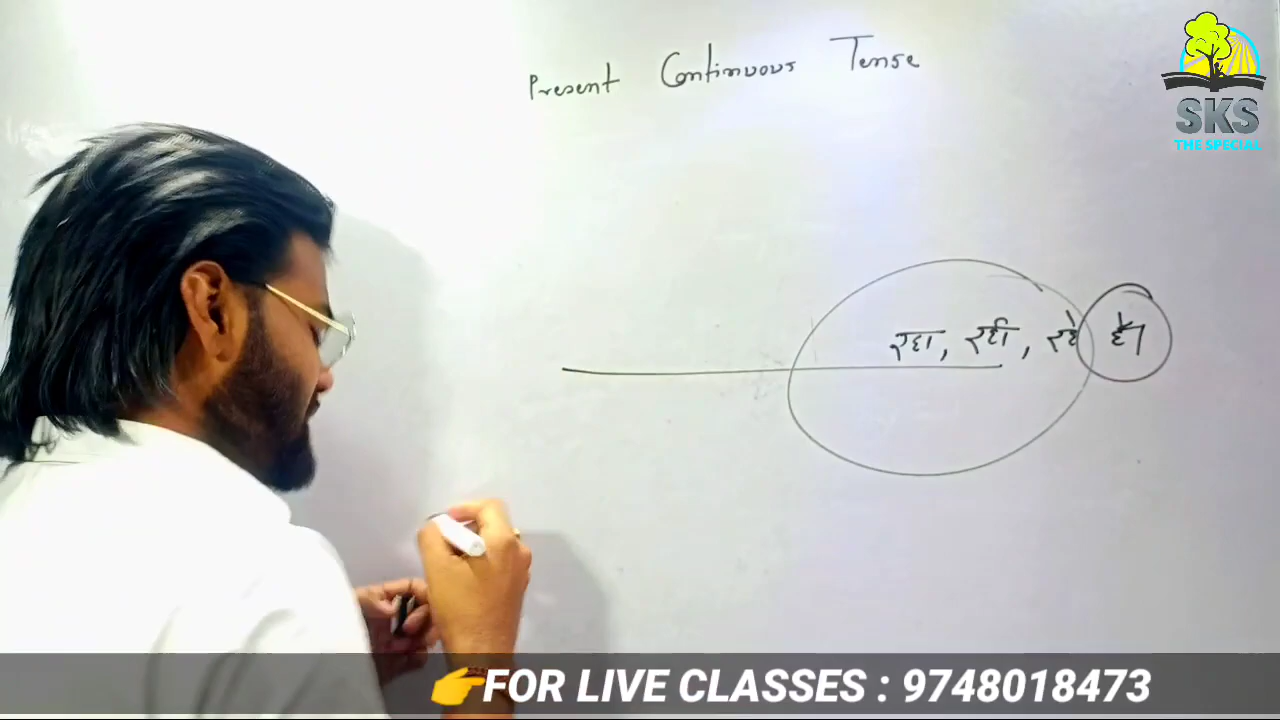 Present Continuous Tense
SKS
THE SPECIAL
रहा, रही, रहे है।
FOR LIVE CLASSES : 9748018473